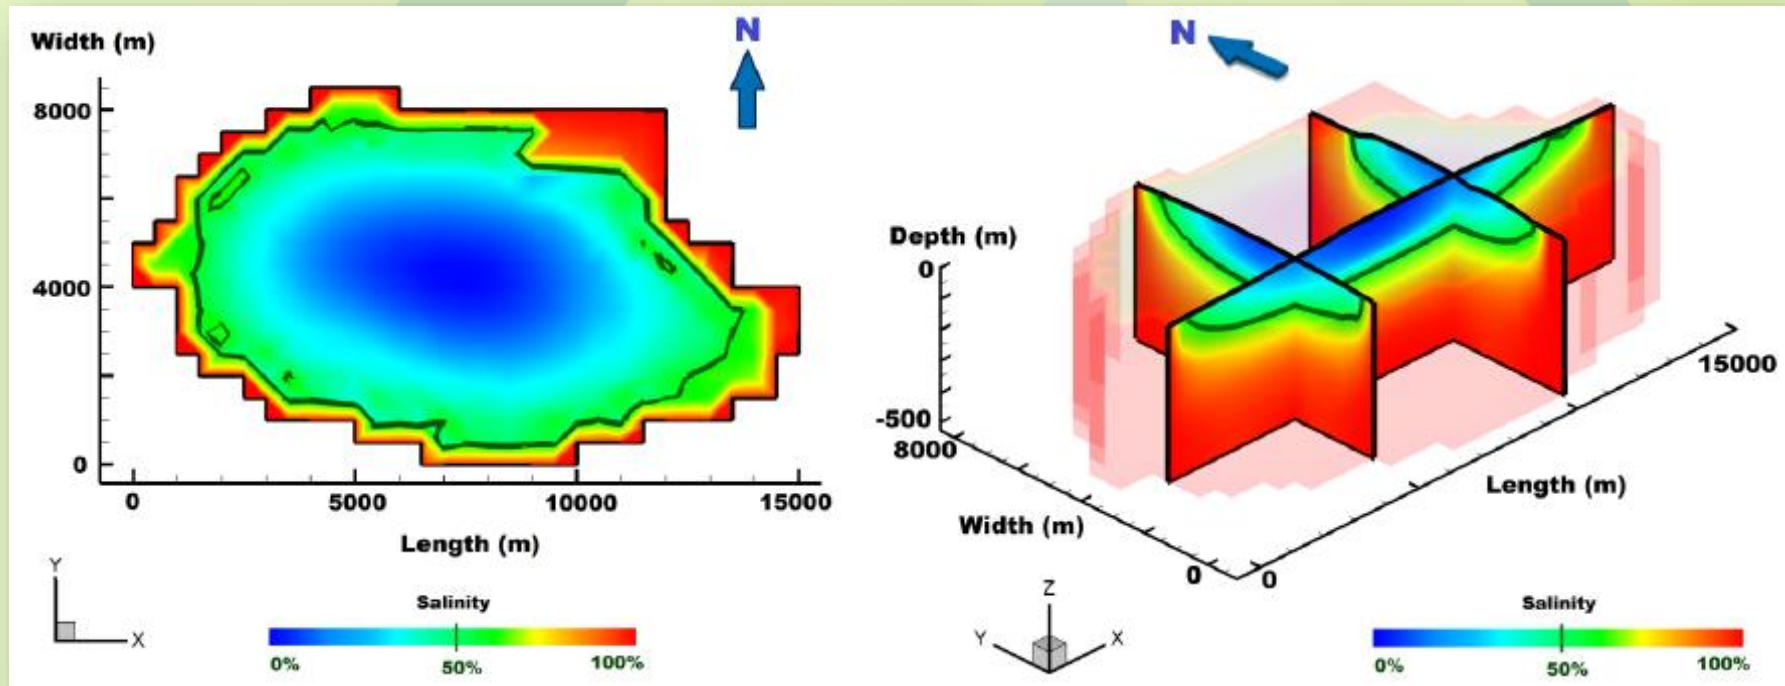 Width (m)
N
8000
4000
0
0 5000 10000 15000
Length (m)
Y
X
Salinity
0% 50% 100%
N
Depth (m)
0
-500
8000
15000
Length (m)
Width (m)
0 0
Z
Y X
Salinity
0% 50% 100%